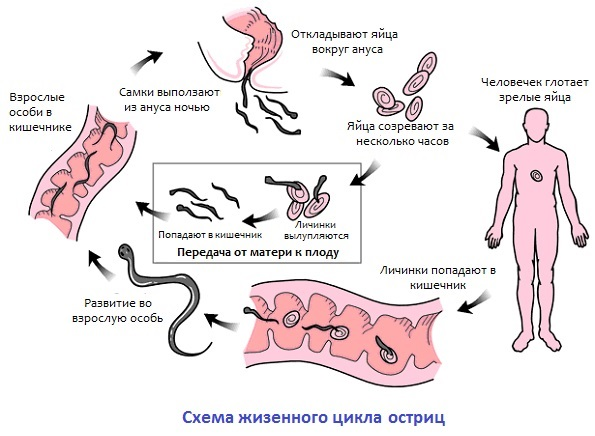 Откладывают яйца
вокруг ануса
Самки выползают
из ануса ночью
Взрослые
особи в
кишечнике
Человечек глотает
зрелые яйца
Яйца созревают за
несколько часов
Попадают в кишечник
Личинки
вылупляются
Передача от матери к плоду
Личинки попадают в
кишечник
Развитие во
взрослую особь
Схема жизенного цикла остриц